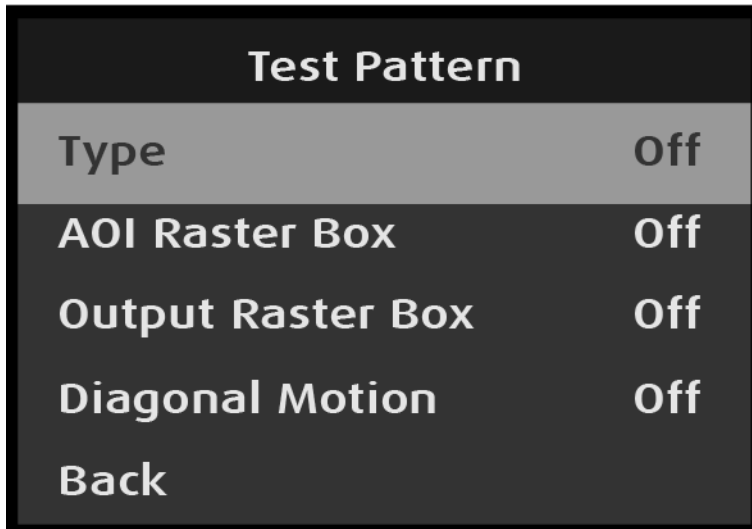 Test Pattern
Type Off
AOI Raster Box Off
Output Raster Box Off
Diagonal Motion Off
Back